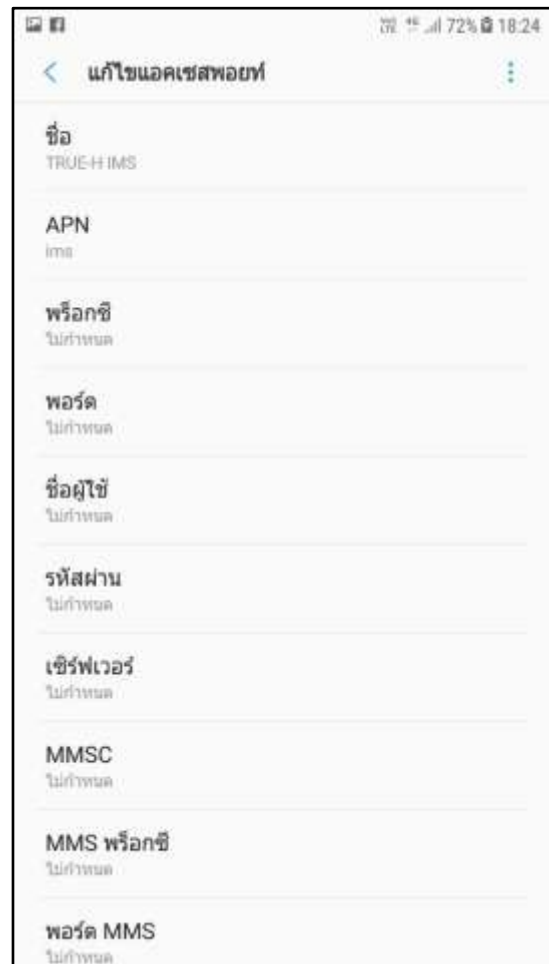 72% 18:24
แก้ไขแอคเซสพอยท์
ชื่อ
TRUE-H IMS
APN
ims
พร็อกซี
ไม่กำหนด
พอร์ต
ไม่กำหนด
ชื่อผู้ใช้
ไม่กำหนด
รหัสผ่าน
ไม่กำหนด
เซิร์ฟเวอร์
ไม่กำหนด
MMSC
ไม่กำหนด
MMS พร็อกซี
ไม่กำหนด
พอร์ต MMS
ไม่กำหนด